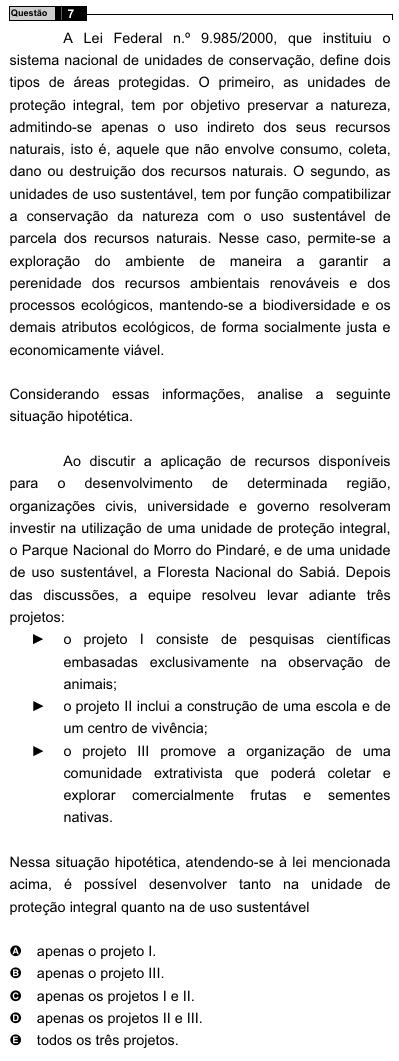 Questão 7
A Lei Federal n.º 9.985/2000, que instituiu o
sistema nacional de unidades de conservação, define dois
tipos de áreas protegidas. O primeiro, as unidades de
proteção integral, tem por objetivo preservar a natureza,
admitindo-se apenas o uso indireto dos seus recursos
naturais, isto é, aquele que não envolve consumo, coleta,
dano ou destruição dos recursos naturais. O segundo, as
unidades de uso sustentável, tem por função compatibilizar
a conservação da natureza com o uso sustentável de
parcela dos recursos naturais. Nesse caso, permite-se a
exploração do ambiente de maneira a garantir a
perenidade dos recursos ambientais renováveis e dos
processos ecológicos, mantendo-se a biodiversidade e os
demais atributos ecológicos, de forma socialmente justa e
economicamente viável.
Considerando essas informações, analise a seguinte
situação hipotética.
Ao discutir a aplicação de recursos disponíveis
para o desenvolvimento de determinada região,
organizações civis, universidade e governo resolveram
investir na utilização de uma unidade de proteção integral,
o Parque Nacional do Morro do Pindaré, e de uma unidade
de uso sustentável, a Floresta Nacional do Sabiá. Depois
das discussões, a equipe resolveu levar adiante três
projetos:
► o projeto I consiste de pesquisas científicas
embasadas exclusivamente na observação de
animais;
► o projeto II inclui a construção de uma escola e de
um centro de vivência;
► o projeto III promove a organização de uma
comunidade extrativista que poderá coletar e
explorar comercialmente frutas e sementes
nativas.
Nessa situação hipotética, atendendo-se à lei mencionada
acima, é possível desenvolver tanto na unidade de
proteção integral quanto na de uso sustentável
A apenas o projeto I.
B apenas o projeto III.
C apenas os projetos I e II.
D apenas os projetos II e III.
E todos os três projetos.